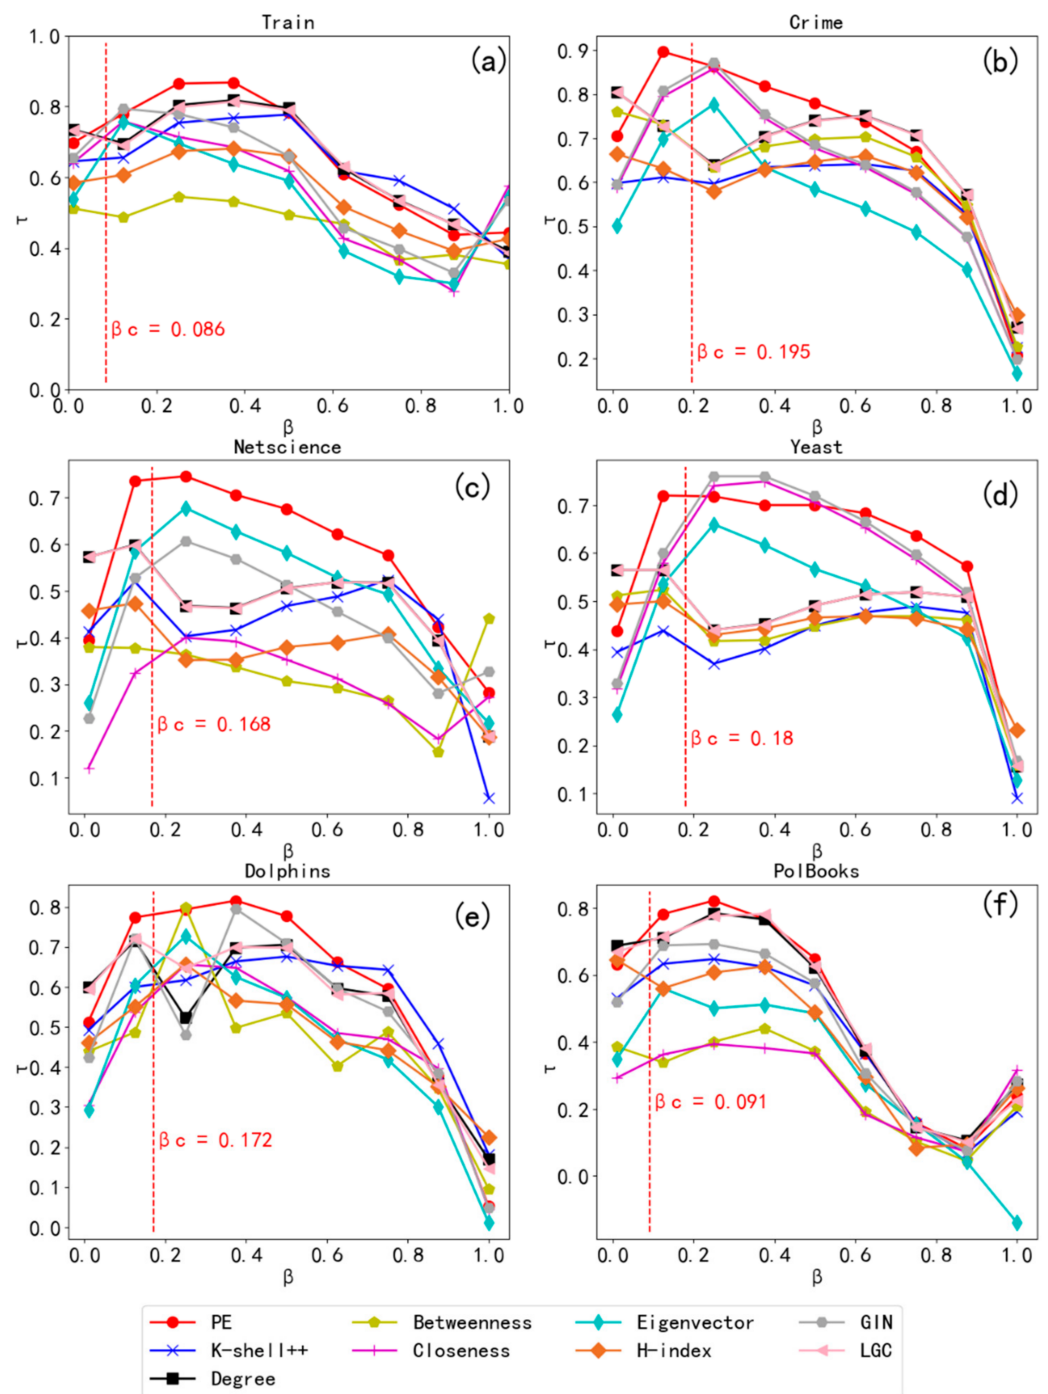 Train
(a)
τ
1.0
0.8
0.6
0.4
0.2
0.0
βc = 0.086
0.0 0.2 0.4 0.6 0.8 1.0
β
Crime
(b)
τ
0.9
0.8
0.7
0.6
0.5
0.4
0.3
0.2
βc = 0.195
0.0 0.2 0.4 0.6 0.8 1.0
β
Netscience
(c)
τ
0.7
0.6
0.5
0.4
0.3
0.2
0.1
βc = 0.168
0.0 0.2 0.4 0.6 0.8 1.0
β
Yeast
(d)
τ
0.7
0.6
0.5
0.4
0.3
0.2
0.1
βc = 0.18
0.0 0.2 0.4 0.6 0.8 1.0
β
Dolphins
(e)
τ
0.8
0.7
0.6
0.5
0.4
0.3
0.2
0.1
0.0
βc = 0.172
0.0 0.2 0.4 0.6 0.8 1.0
β
PolBooks
(f)
τ
0.8
0.6
0.4
0.2
0.0
βc = 0.091
0.0 0.2 0.4 0.6 0.8 1.0
β
PE Betweenness Eigenvector GIN
K-shell++ Closeness H-index LGC
Degree